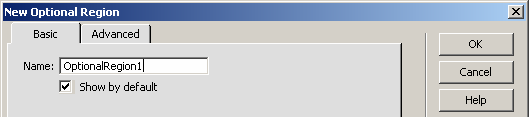 New Optional Region
Basic
Advanced
OK
Name: OptionalRegion1
Show by default
Cancel
Help